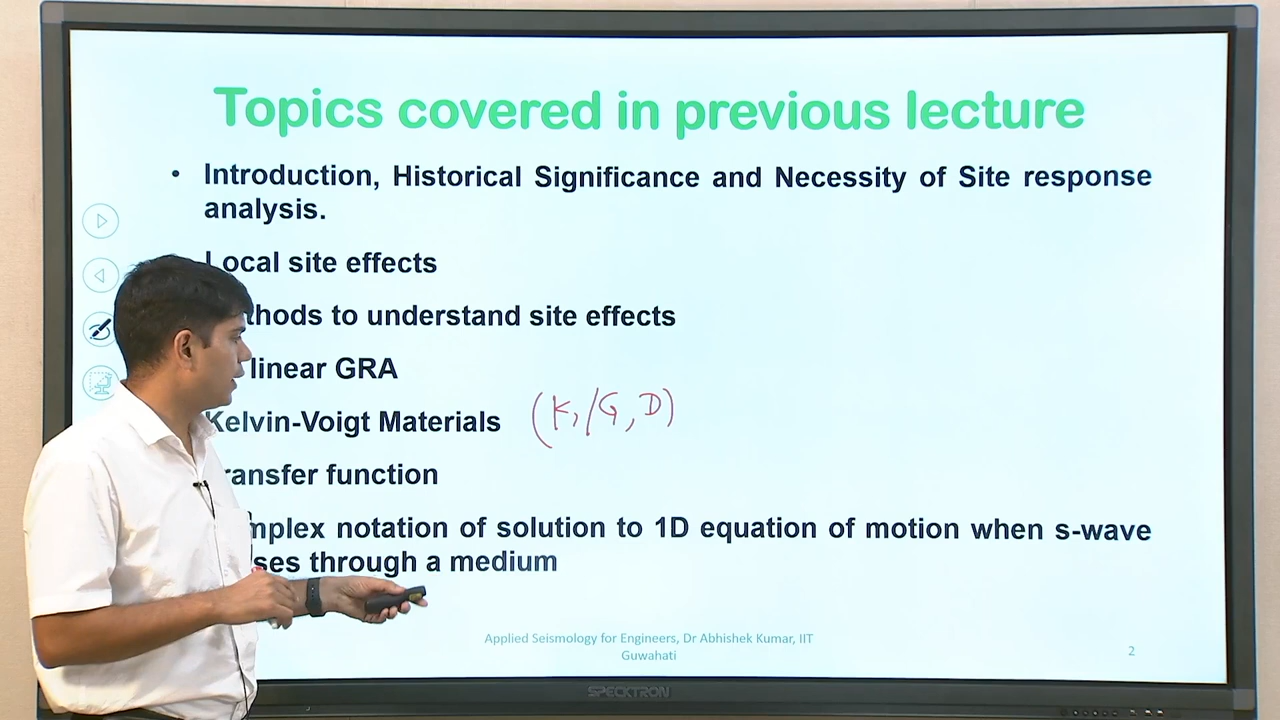 Topics covered in previous lecture
• Introduction, Historical Significance and Necessity of Site response
analysis.
Local site effects
thods to understand site effects
linear GRA
Kelvin-Voigt Materials (K,/G,D)
ransfer function
mplex notation of solution to 1D equation of motion when s-wave
ses through a medium
Applied Seismology for Engineers, Dr Abhishek Kumar, IIT
Guwahati
2
SPECKTRON